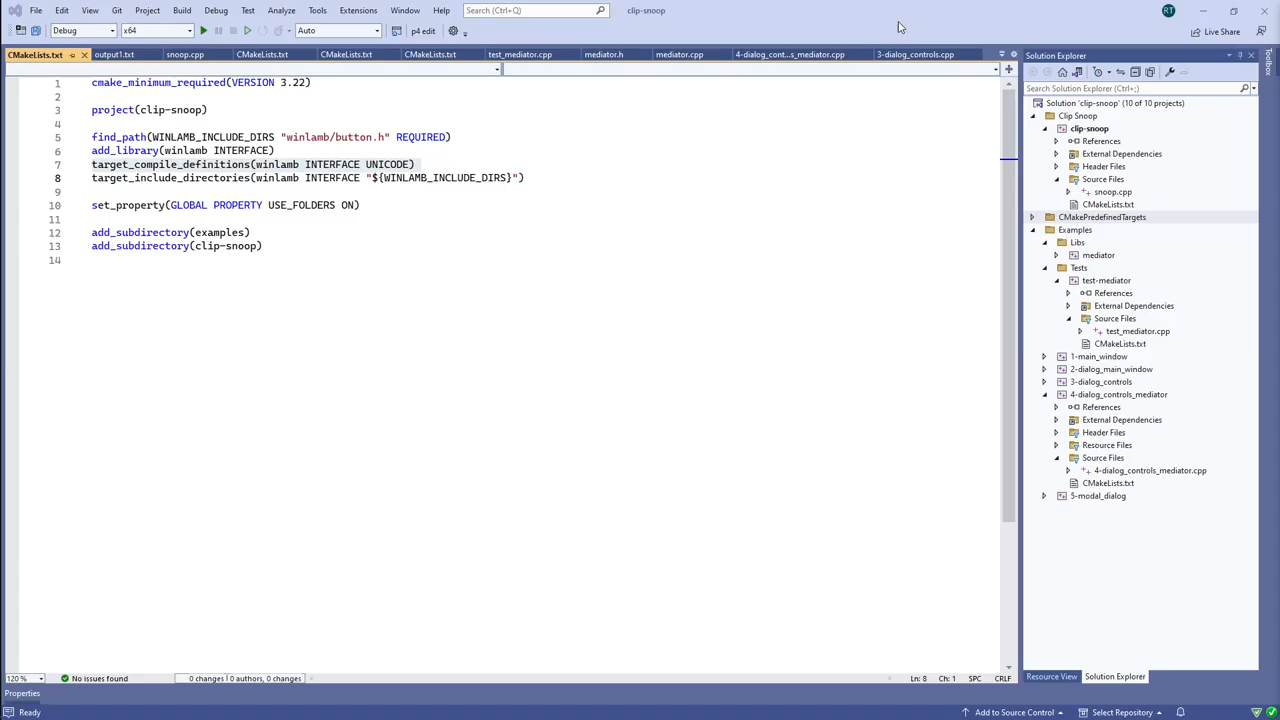 File Edit View Git Project Build Debug Test Analyze Tools Extensions Window Help Search (Ctrl+Q) clip-snoop RT
Debug x64 Auto p4 edit Live Share
CMakeLists.txt output1.txt snoop.cpp CMakeLists.txt CMakeLists.txt CMakeLists.txt test_mediator.cpp mediator.h mediator.cpp 4-dialog_cont...s_mediator.cpp 3-dialog_controls.cpp
1 cmake_minimum_required(VERSION 3.22)
2
3 project(clip-snoop)
4
5 find_path(WINLAMB_INCLUDE_DIRS "winlamb/button.h" REQUIRED)
6 add_library(winlamb INTERFACE)
7 target_compile_definitions(winlamb INTERFACE UNICODE)
8 target_include_directories(winlamb INTERFACE "${WINLAMB_INCLUDE_DIRS}")
9
10 set_property(GLOBAL PROPERTY USE_FOLDERS ON)
11
12 add_subdirectory(examples)
13 add_subdirectory(clip-snoop)
14
120 % No issues found 0 changes | 0 authors, 0 changes Ln: 8 Ch: 1 SPC CRLF
Solution Explorer
Search Solution Explorer (Ctrl+;)
Solution 'clip-snoop' (10 of 10 projects)
Clip Snoop
clip-snoop
References
External Dependencies
Header Files
Source Files
snoop.cpp
CMakeLists.txt
CMakePredefinedTargets
Examples
Libs
mediator
Tests
test-mediator
References
External Dependencies
Source Files
test_mediator.cpp
CMakeLists.txt
1-main_window
2-dialog_main_window
3-dialog_controls
4-dialog_controls_mediator
References
External Dependencies
Header Files
Resource Files
Source Files
4-dialog_controls_mediator.cpp
CMakeLists.txt
5-modal_dialog
Resource View Solution Explorer
Toolbox
Properties
Ready Add to Source Control Select Repository